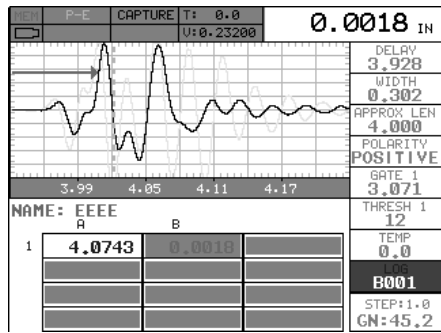 MEM P-E CAPTURE T: 0.0
V:0.23200
0.0018 IN
DELAY
3.928
WIDTH
0.302
APPROX LEN
4.000
POLARITY
POSITIVE
GATE 1
3.071
THRESH 1
12
TEMP
0.0
LOG
B001
STEP:1.0
GN:45.2
3.99 4.05 4.11 4.17
NAME: EEEE
A B
1 4.0743 0.0018